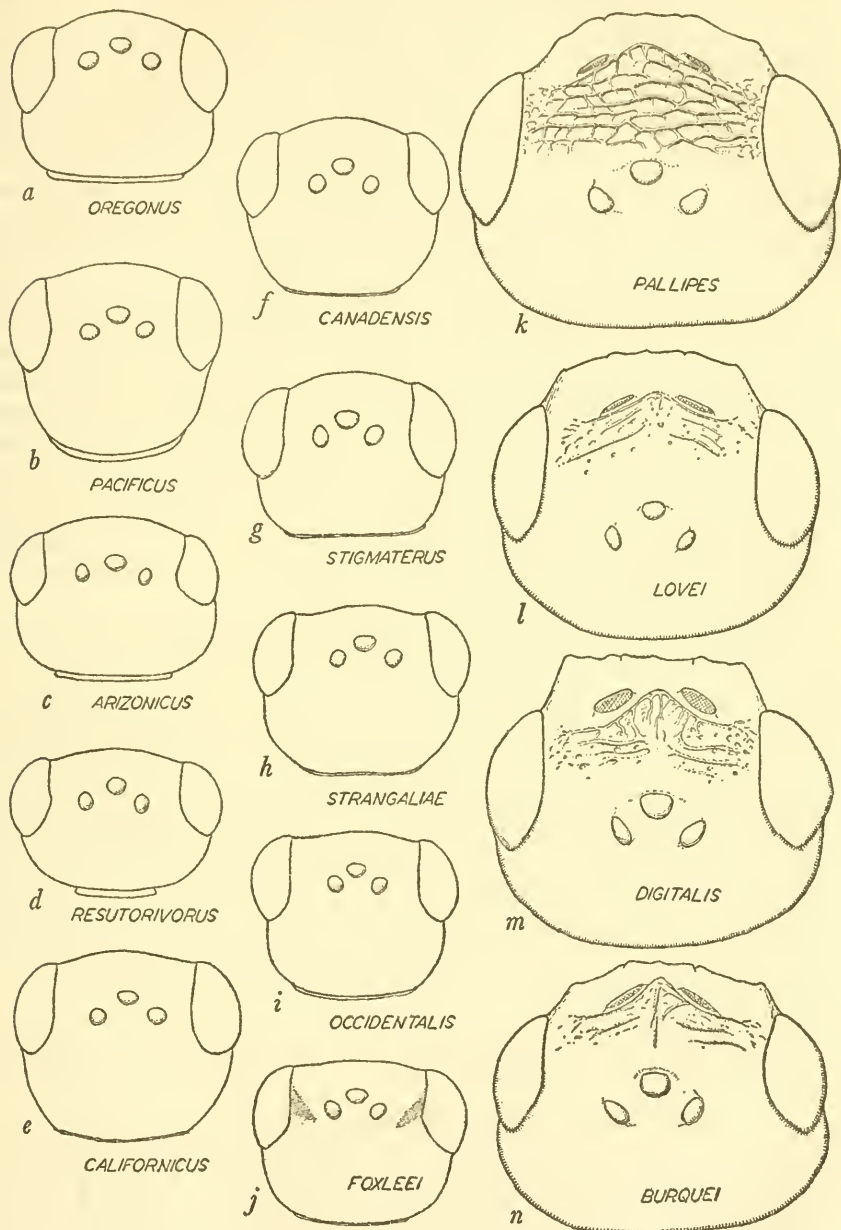 a
OREGONUS
b
PACIFICUS
c
ARIZONICUS
d
RESUTORIVORUS
e
CALIFORNICUS
f
CANADENSIS
g
STIGMATERUS
h
STRANGALIAE
i
OCCIDENTALIS
j
FOXLEEI
k
PALLIPES
l
LOVEI
m
DIGITALIS
n
BURQUEI